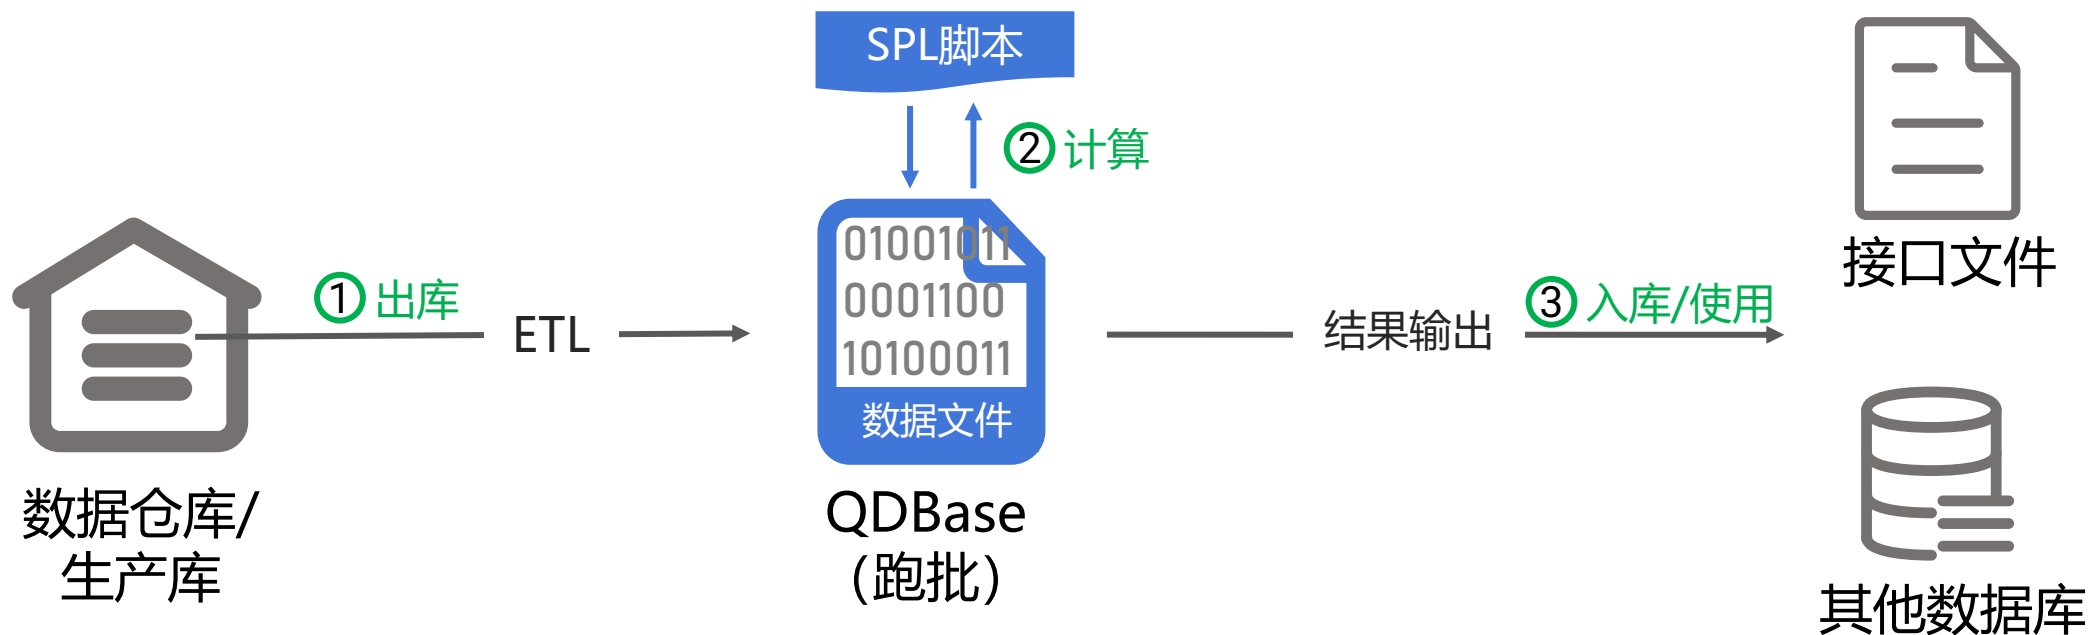 SPL脚本
② 计算
接口文件
① 出库
ETL
01001011
0001100
10100011
数据文件
结果输出
③ 入库/使用
数据仓库/
生产库
QDBase
（跑批）
其他数据库